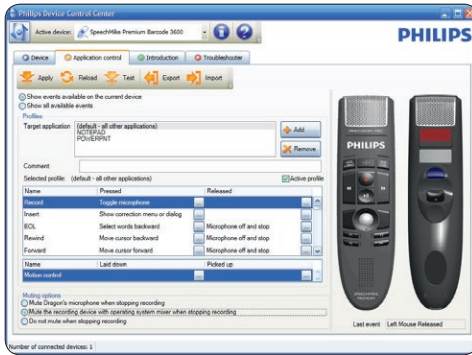 Philips Device Control Center
Active device: SpeechMike Premium Barcode 3600
PHILIPS
Device Application control Introduction Troubleshooter
Apply Reload Test Export Import
Show events available on the current device
Show all available events
Profiles
Target application (default - all other applications)
NOTEPAD
POWERPNT
Add
Remove
Comment
Selected profile: (default - all other applications) Active profile
Name Pressed Released
Record Toggle microphone
Insert Show correction menu or dialog
EOL Select words backward Microphone off and stop
Rewind Move cursor backward Microphone off and stop
Forward Move cursor forward Microphone off and stop
Name Laid down Picked up
Motion control
Muting options
Mute Dragon's microphone when stopping recording
Mute the recording device with operating system mixer when stopping recording
Do not mute when stopping recording
PHILIPS
Last event Left Mouse Released
Number of connected devices: 1